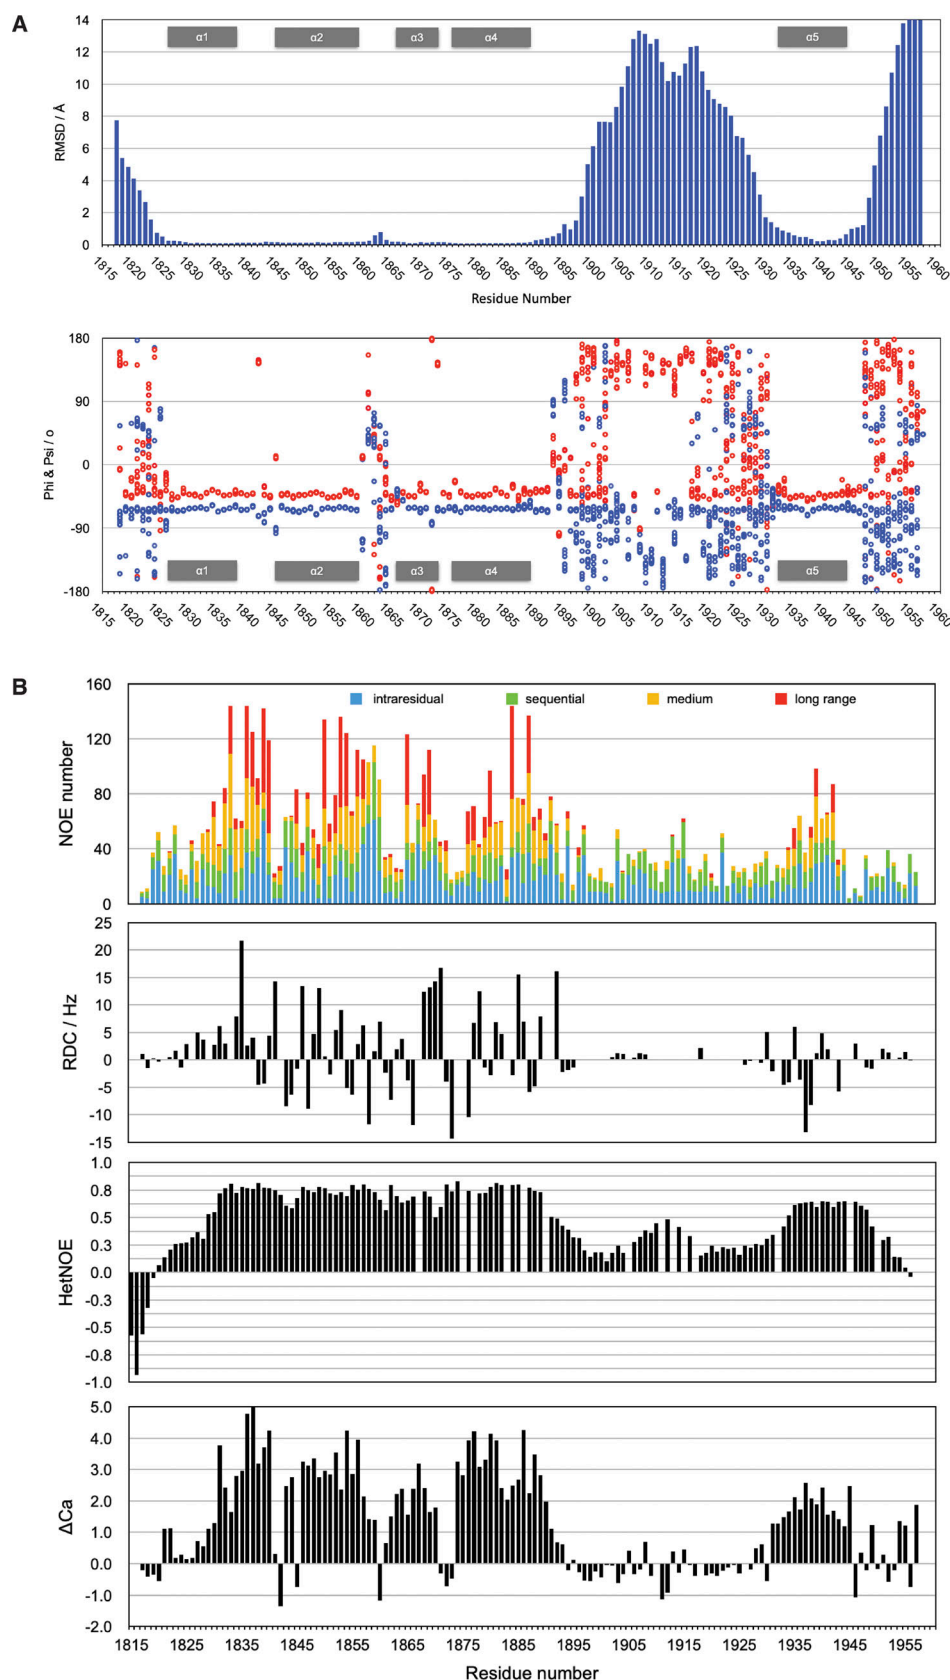 A
14
12
10
8
6
4
2
0
RMSD / Å
α1 α2 α3 α4 α5
1815 1820 1825 1830 1835 1840 1845 1850 1855 1860 1865 1870 1875 1880 1885 1890 1895 1900 1905 1910 1915 1920 1925 1930 1935 1940 1945 1950 1955 1960
Residue Number
180
90
0
-90
-180
Phi & Psi / o
α1 α2 α3 α4 α5
1815 1820 1825 1830 1835 1840 1845 1850 1855 1860 1865 1870 1875 1880 1885 1890 1895 1900 1905 1910 1915 1920 1925 1930 1935 1940 1945 1950 1955 1960
B
160
120
80
40
0
NOE number
intraresidual sequential medium long range
25
20
15
10
5
0
-5
-10
-15
RDC / Hz
1.0
0.8
0.5
0.3
0.0
-0.3
-0.5
-0.8
-1.0
HetNOE
5.0
4.0
3.0
2.0
1.0
0.0
-1.0
-2.0
ΔCa
1815 1825 1835 1845 1855 1865 1875 1885 1895 1905 1915 1925 1935 1945 1955
Residue number